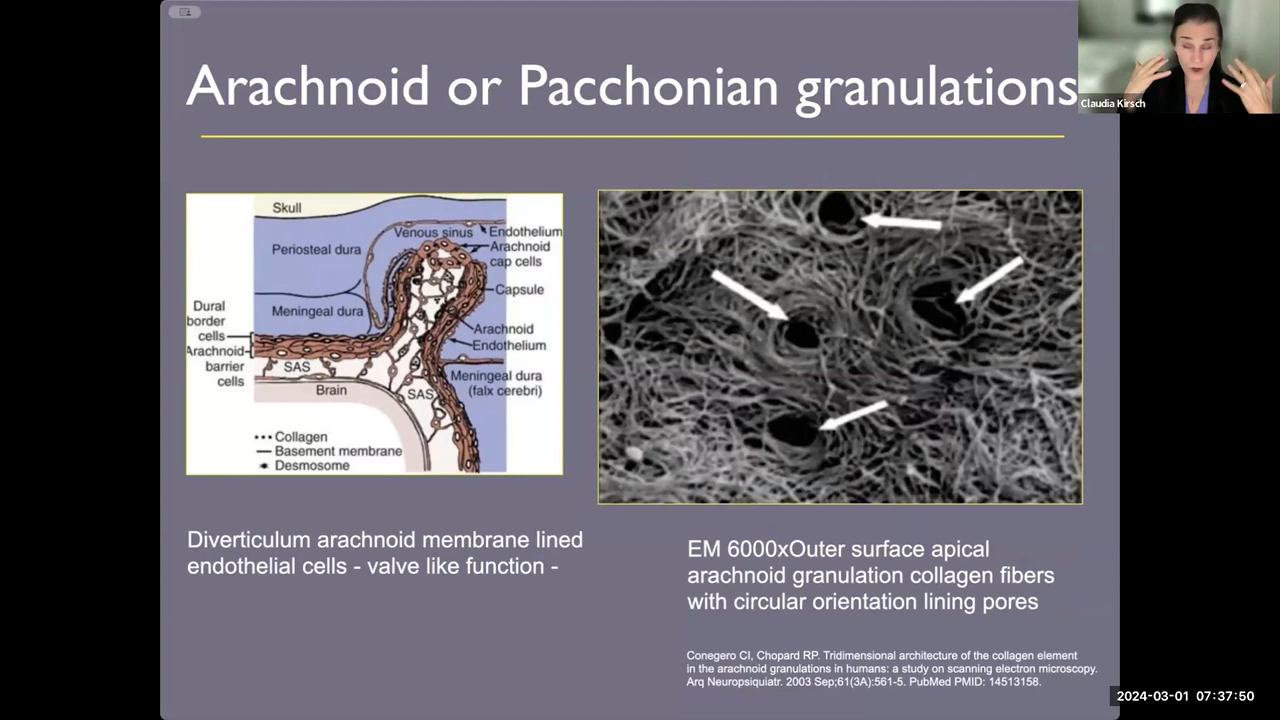 Arachnoid or Pacchonian granulations
Claudia Kirsch
Skull
Periosteal dura
Venous sinus
Endothelium
Arachnoid
cap cells
Capsule
Meningeal dura
Dural
border
cells
Arachnoid
barrier
cells
SAS
Brain
Arachnoid
Endothelium
Meningeal dura
(falx cerebri)
SAS
Collagen
Basement membrane
Desmosome
Diverticulum arachnoid membrane lined
endothelial cells - valve like function -
EM 6000xOuter surface apical
arachnoid granulation collagen fibers
with circular orientation lining pores
Conegero CI, Chopard RP. Tridimensional architecture of the collagen element
in the arachnoid granulations in humans: a study on scanning electron microscopy.
Arq Neuropsiquiatr. 2003 Sep;61(3A):561-5. PubMed PMID: 14513158.
2024-03-01 07:37:50